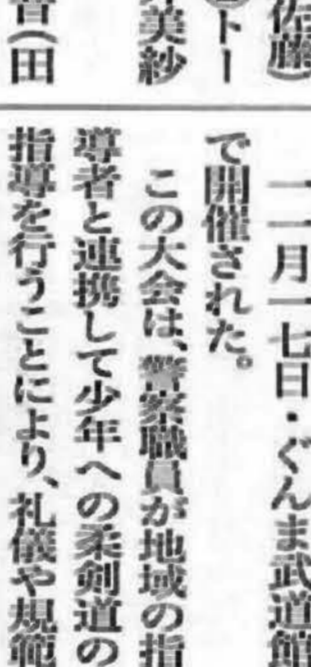 佐藤)
トー
美紗
(田
一一月一七日・ぐんま武道館
で開催された。
この大会は、警察職員が地域の指
導者と連携して少年への柔剣道の
指導を行うことにより、礼儀や規範